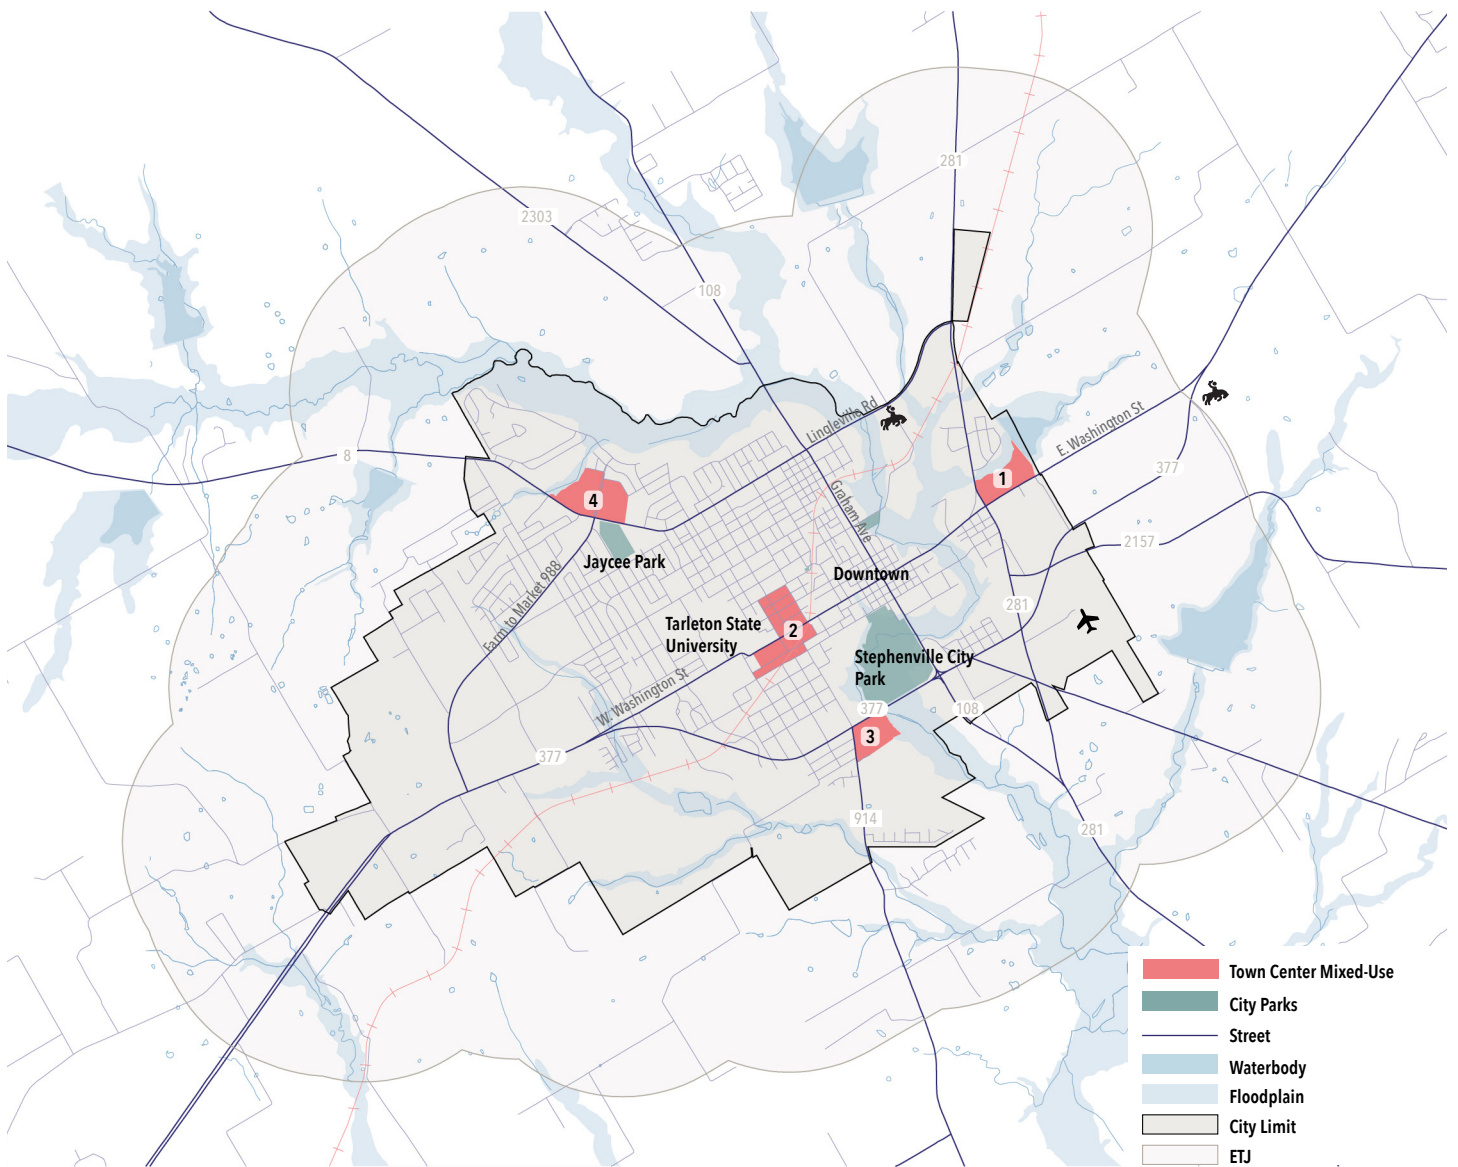 281
2303
108
Lingleville Rd
E. Washington St
8
377
1
4
Graham Ave
2157
Jaycee Park
Downtown
Farm to Market 988
281
Tarleton State
University
2
Stephenville City
Park
W. Washington St
377
108
3
377
914
281
Town Center Mixed-Use
City Parks
Street
Waterbody
Floodplain
City Limit
ETJ